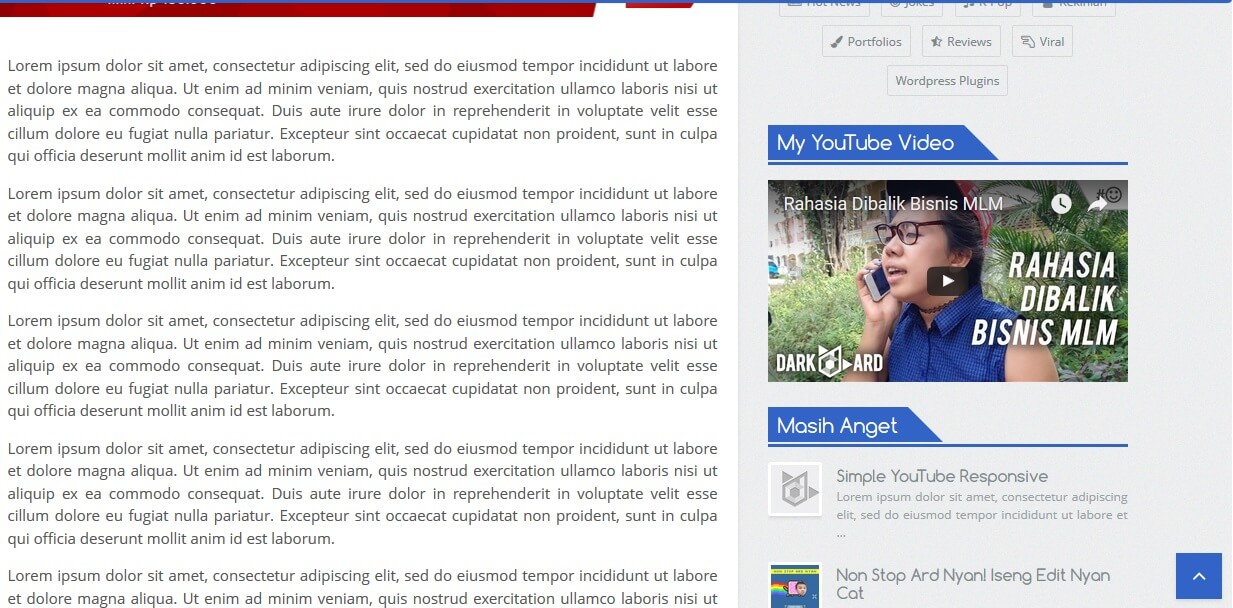 Hot News
Jokes
K-Pop
Kekinian
Portfolios
Reviews
Viral
Wordpress Plugins
Lorem ipsum dolor sit amet, consectetur adipiscing elit, sed do eiusmod tempor incididunt ut labore
et dolore magna aliqua. Ut enim ad minim veniam, quis nostrud exercitation ullamco laboris nisi ut
aliquip ex ea commodo consequat. Duis aute irure dolor in reprehenderit in voluptate velit esse
cillum dolore eu fugiat nulla pariatur. Excepteur sint occaecat cupidatat non proident, sunt in culpa
qui officia deserunt mollit anim id est laborum.
Lorem ipsum dolor sit amet, consectetur adipiscing elit, sed do eiusmod tempor incididunt ut labore
et dolore magna aliqua. Ut enim ad minim veniam, quis nostrud exercitation ullamco laboris nisi ut
aliquip ex ea commodo consequat. Duis aute irure dolor in reprehenderit in voluptate velit esse
cillum dolore eu fugiat nulla pariatur. Excepteur sint occaecat cupidatat non proident, sunt in culpa
qui officia deserunt mollit anim id est laborum.
Lorem ipsum dolor sit amet, consectetur adipiscing elit, sed do eiusmod tempor incididunt ut labore
et dolore magna aliqua. Ut enim ad minim veniam, quis nostrud exercitation ullamco laboris nisi ut
aliquip ex ea commodo consequat. Duis aute irure dolor in reprehenderit in voluptate velit esse
cillum dolore eu fugiat nulla pariatur. Excepteur sint occaecat cupidatat non proident, sunt in culpa
qui officia deserunt mollit anim id est laborum.
Lorem ipsum dolor sit amet, consectetur adipiscing elit, sed do eiusmod tempor incididunt ut labore
et dolore magna aliqua. Ut enim ad minim veniam, quis nostrud exercitation ullamco laboris nisi ut
aliquip ex ea commodo consequat. Duis aute irure dolor in reprehenderit in voluptate velit esse
cillum dolore eu fugiat nulla pariatur. Excepteur sint occaecat cupidatat non proident, sunt in culpa
qui officia deserunt mollit anim id est laborum.
Lorem ipsum dolor sit amet, consectetur adipiscing elit, sed do eiusmod tempor incididunt ut labore
et dolore magna aliqua. Ut enim ad minim veniam, quis nostrud exercitation ullamco laboris nisi ut
My YouTube Video
Rahasia Dibalik Bisnis MLM
RAHASIA
DIBALIK
BISNIS MLM
DARK ARD
Masih Anget
Simple YouTube Responsive
Lorem ipsum dolor sit amet, consectetur adipiscing
elit, sed do eiusmod tempor incididunt ut labore et
...
Non Stop Ard Nyan! Iseng Edit Nyan
Cat